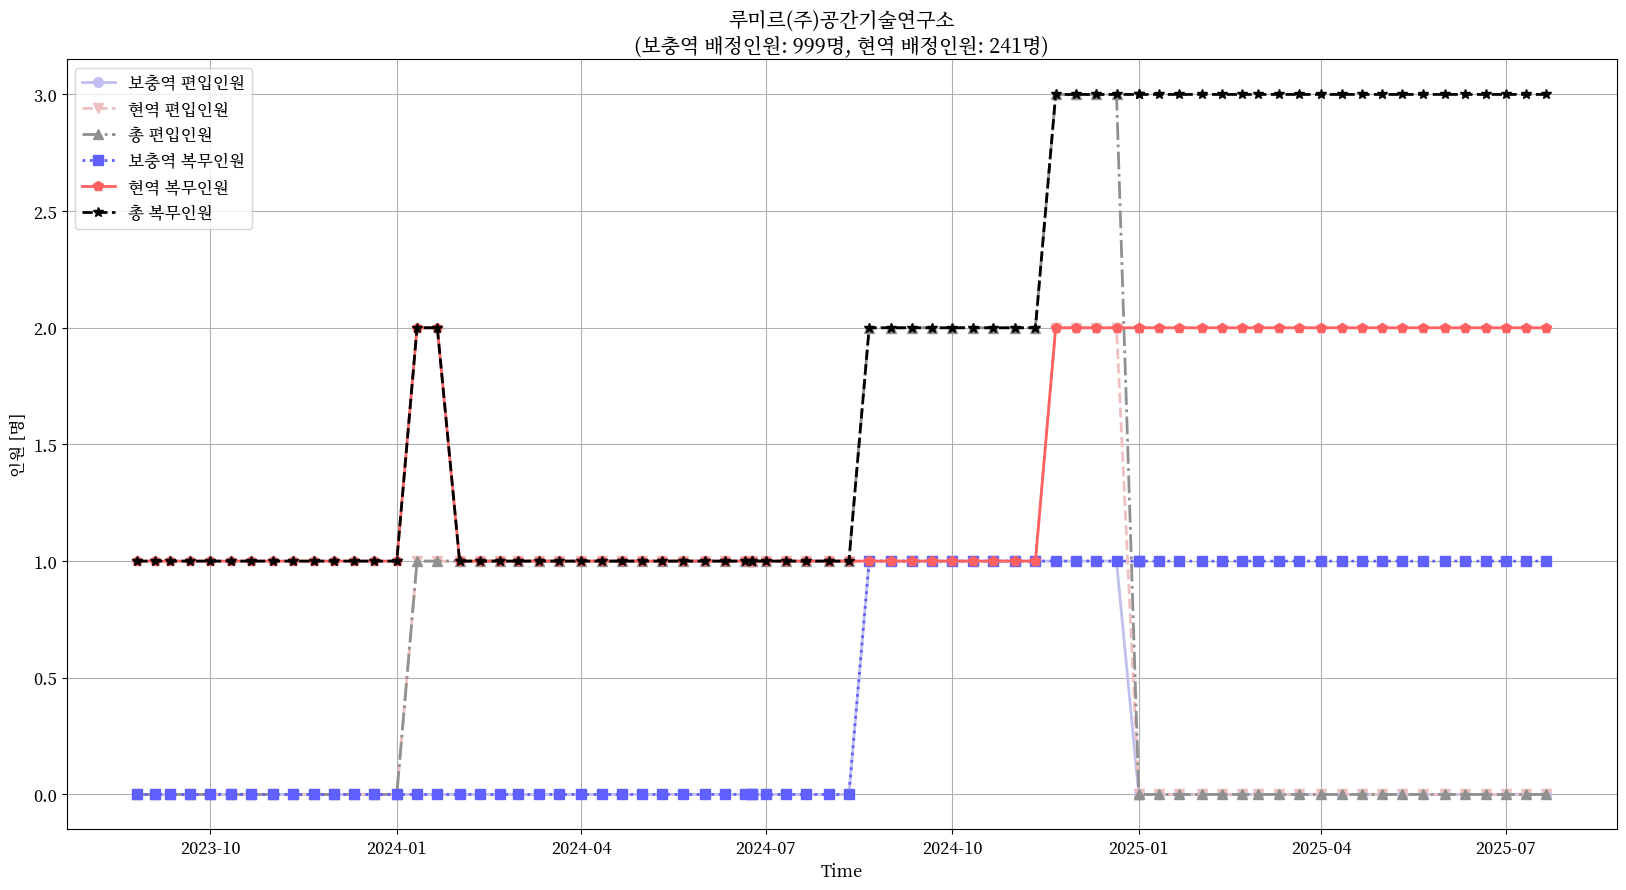 루미르(주)공간기술연구소
(보충역 배정인원: 999명, 현역 배정인원: 241명)
보충역 편입인원
현역 편입인원
총 편입인원
보충역 복무인원
현역 복무인원
총 복무인원
3.0
2.5
2.0
1.5
1.0
0.5
0.0
인원 [명]
2023-10
2024-01
2024-04
2024-07
2024-10
2025-01
2025-04
2025-07
Time